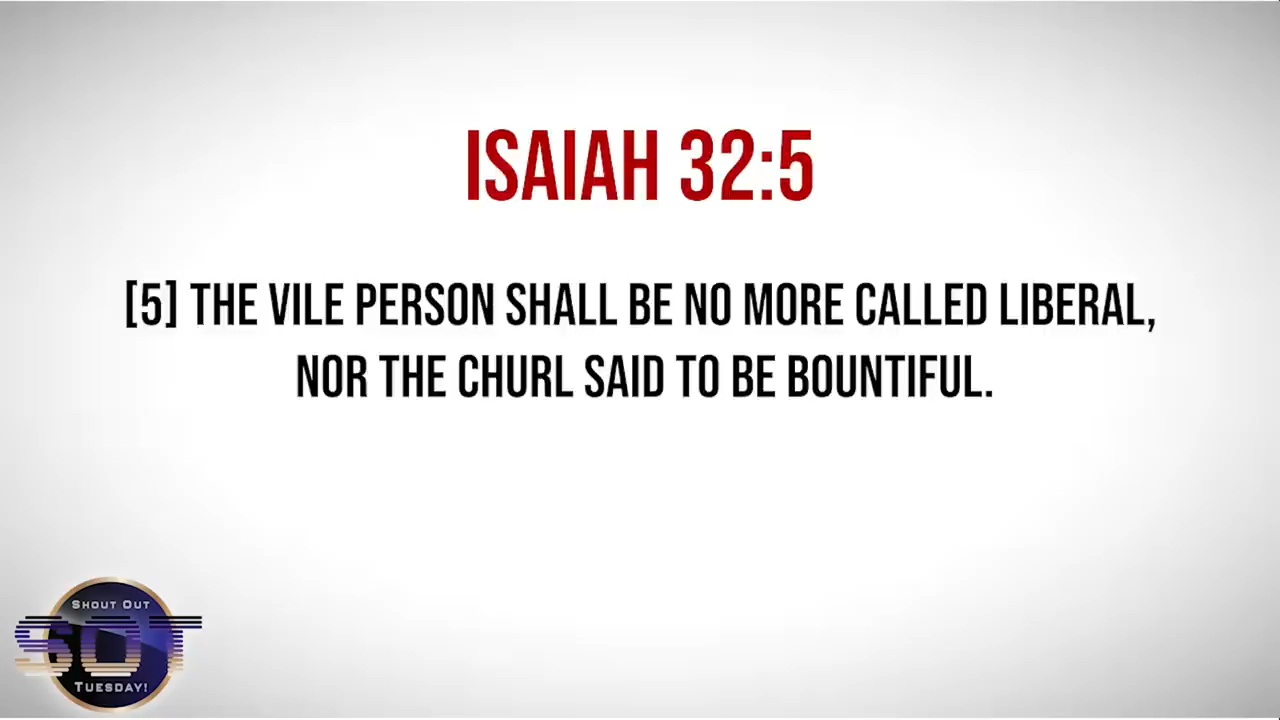 ISAIAH 32:5
[5] THE VILE PERSON SHALL BE NO MORE CALLED LIBERAL,
NOR THE CHURL SAID TO BE BOUNTIFUL.
SHOUT OUT
SOT
TUESDAY!